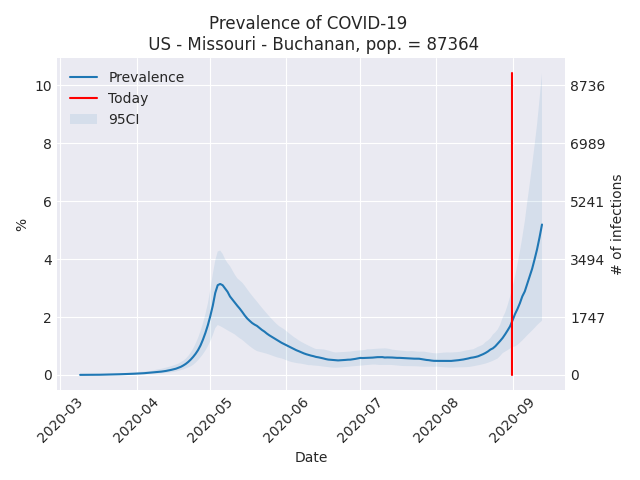 Prevalence of COVID-19
US - Missouri - Buchanan, pop. = 87364
Prevalence
Today
95CI
%
10
8
6
4
2
0
8736
6989
5241
3494
1747
0
# of infections
2020-03
2020-04
2020-05
2020-06
2020-07
2020-08
2020-09
Date